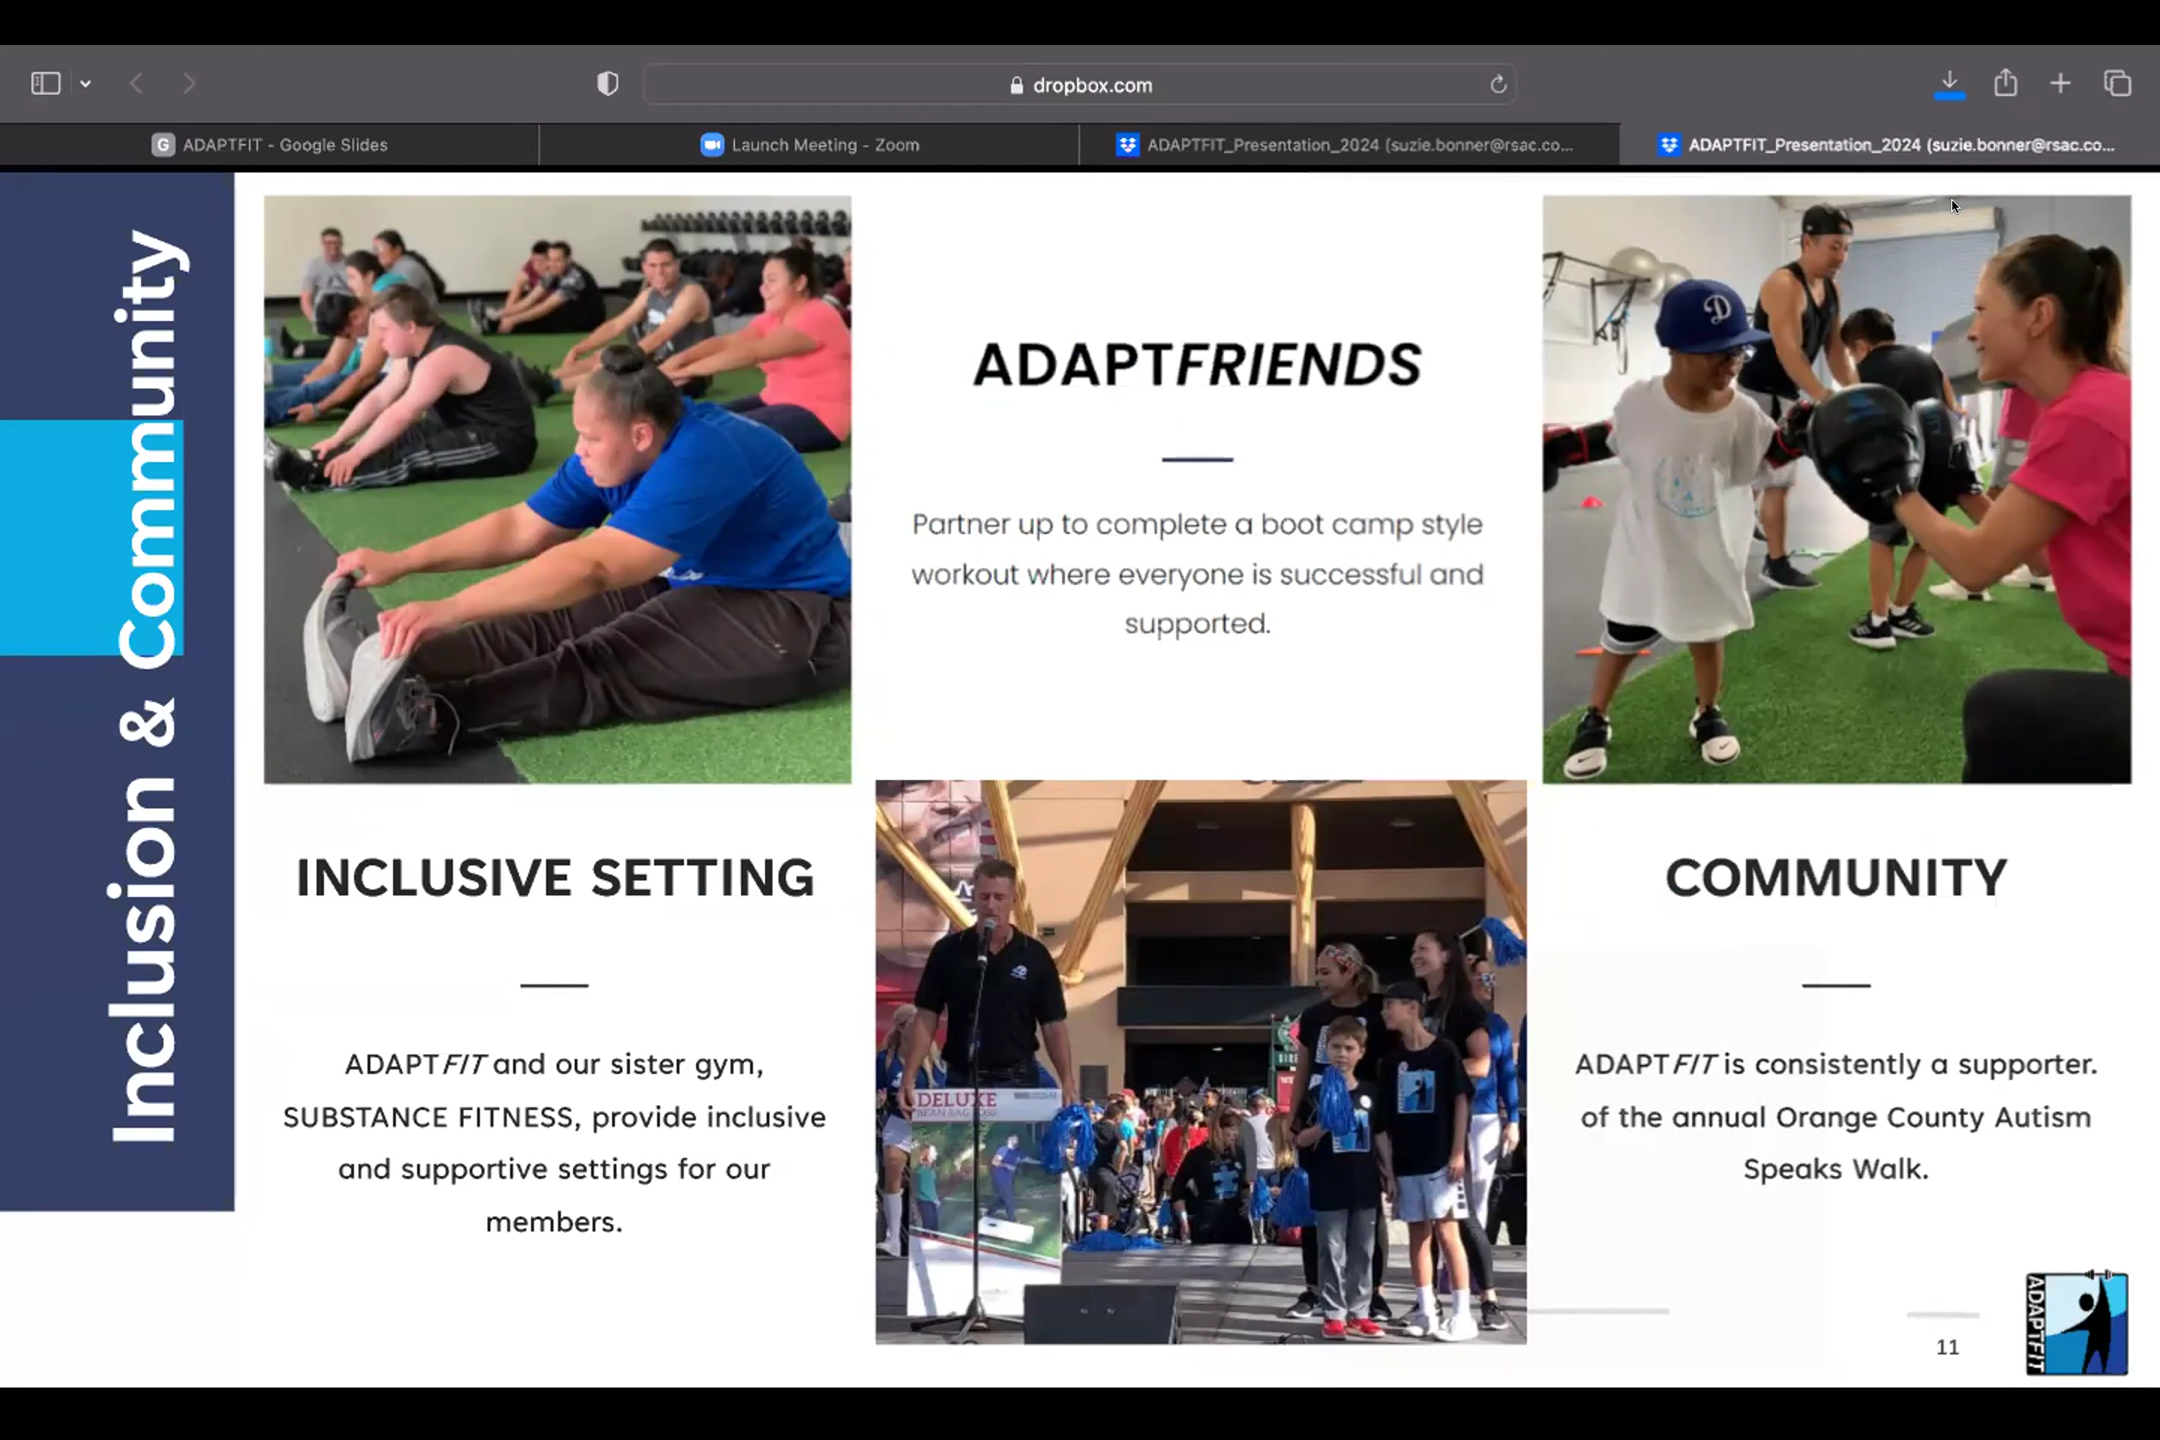 dropbox.com
ADAPTFIT - Google Slides
Launch Meeting - Zoom
ADAPTFIT_Presentation_2024 (suzie.bonner@rsac.co...
ADAPTFIT_Presentation_2024 (suzie.bonner@rsac.co...
Inclusion & Community
ADAPTFRIENDS
Partner up to complete a boot camp style
workout where everyone is successful and
supported.
D
INCLUSIVE SETTING
ADAPTFIT and our sister gym,
SUBSTANCE FITNESS, provide inclusive
and supportive settings for our
members.
DELUXE
BEAN BAG TOSS
COMMUNITY
ADAPTFIT is consistently a supporter.
of the annual Orange County Autism
Speaks Walk.
11
ADAPTFIT